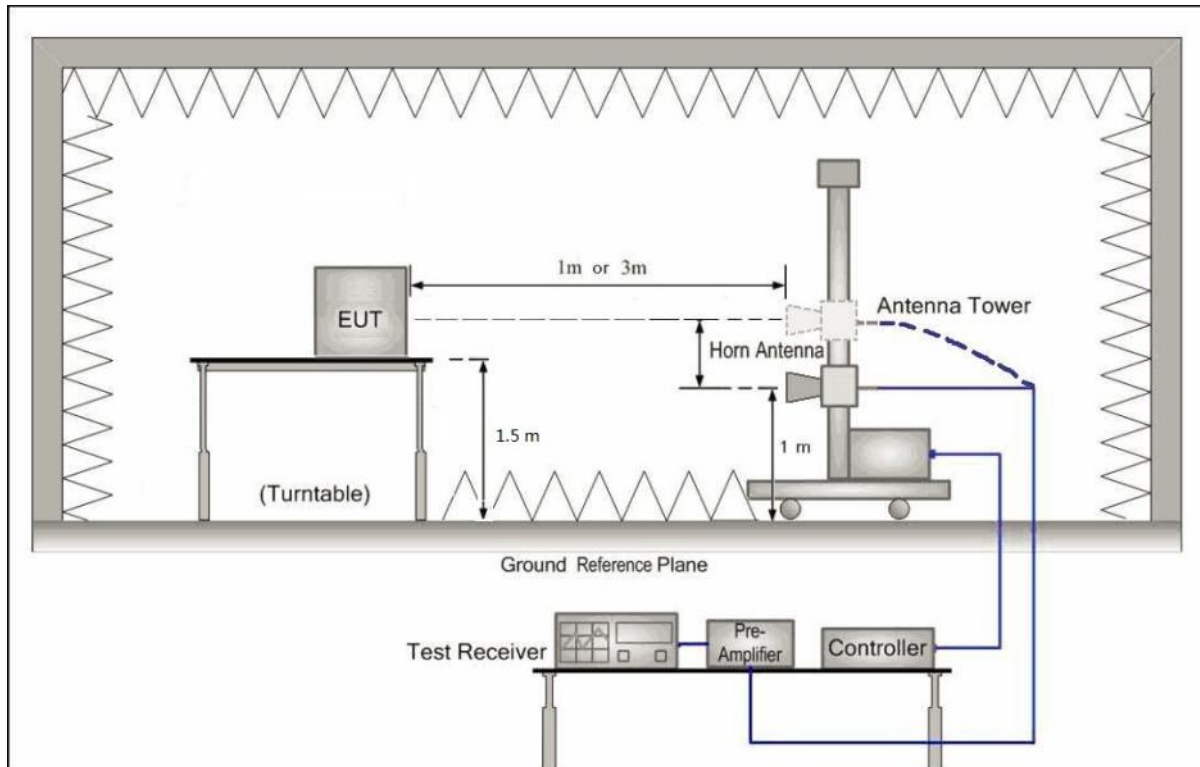 1m or 3m
EUT
Antenna Tower
Horn Antenna
1.5 m
1 m
(Turntable)
Ground Reference Plane
Test Receiver
Pre-
Amplifier
Controller